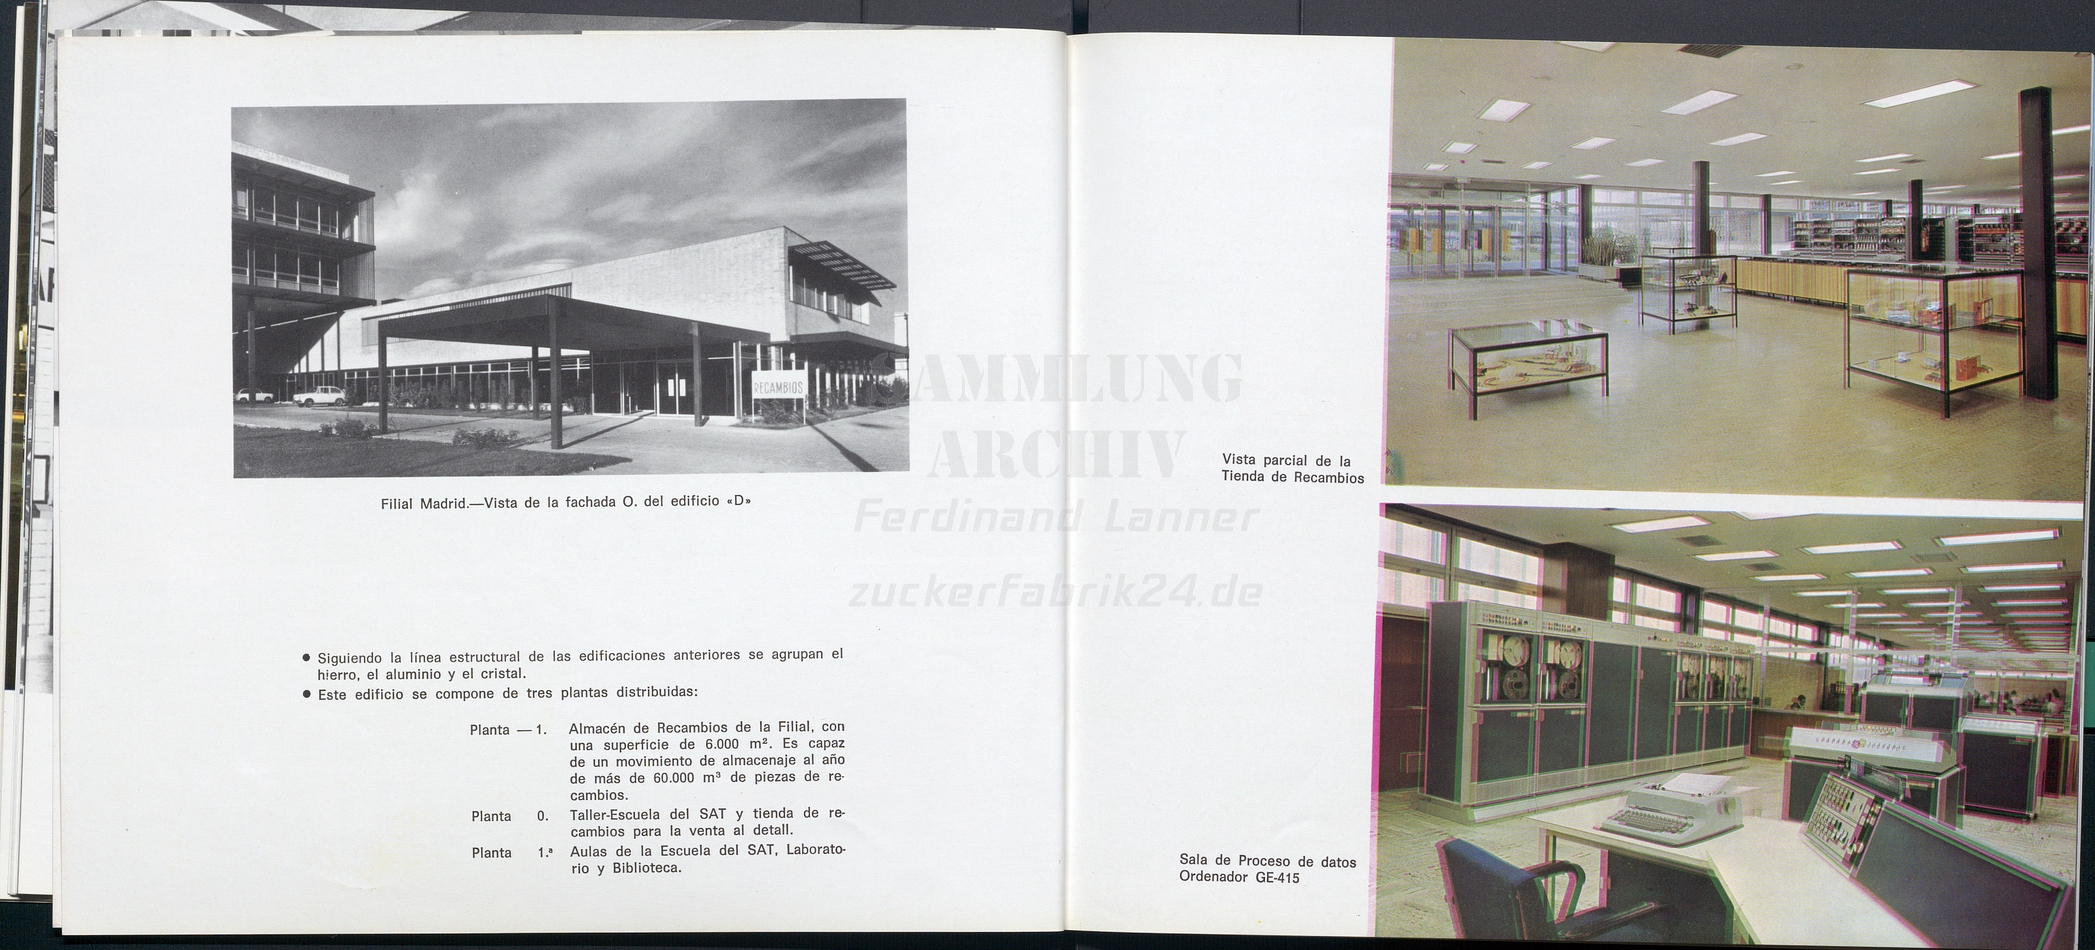 RECAMBIOS
Filial Madrid.—Vista de la fachada O. del edificio «D»
● Siguiendo la línea estructural de las edificaciones anteriores se agrupan el
hierro, el aluminio y el cristal.
● Este edificio se compone de tres plantas distribuidas:
Planta — 1. Almacén de Recambios de la Filial, con
una superficie de 6.000 m². Es capaz
de un movimiento de almacenaje al año
de más de 60.000 m³ de piezas de re-
cambios.
Planta 0. Taller-Escuela del SAT y tienda de re-
cambios para la venta al detall.
Planta 1.ª Aulas de la Escuela del SAT, Laborato-
rio y Biblioteca.
SAMMLUNG
ARCHIV
Ferdinand Lanner
zuckerfabrik24.de
Vista parcial de la
Tienda de Recambios
Sala de Proceso de datos
Ordenador GE-415